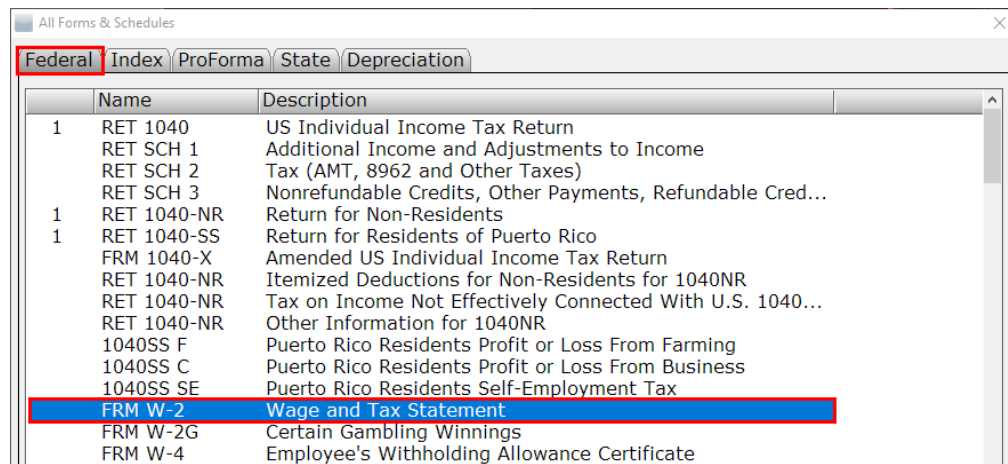 All Forms & Schedules
Federal Index ProForma State Depreciation
Name Description
1 RET 1040 US Individual Income Tax Return
RET SCH 1 Additional Income and Adjustments to Income
RET SCH 2 Tax (AMT, 8962 and Other Taxes)
RET SCH 3 Nonrefundable Credits, Other Payments, Refundable Cred...
1 RET 1040-NR Return for Non-Residents
1 RET 1040-SS Return for Residents of Puerto Rico
FRM 1040-X Amended US Individual Income Tax Return
RET 1040-NR Itemized Deductions for Non-Residents for 1040NR
RET 1040-NR Tax on Income Not Effectively Connected With U.S. 1040...
RET 1040-NR Other Information for 1040NR
1040SS F Puerto Rico Residents Profit or Loss From Farming
1040SS C Puerto Rico Residents Profit or Loss From Business
1040SS SE Puerto Rico Residents Self-Employment Tax
FRM W-2 Wage and Tax Statement
FRM W-2G Certain Gambling Winnings
FRM W-4 Employee's Withholding Allowance Certificate